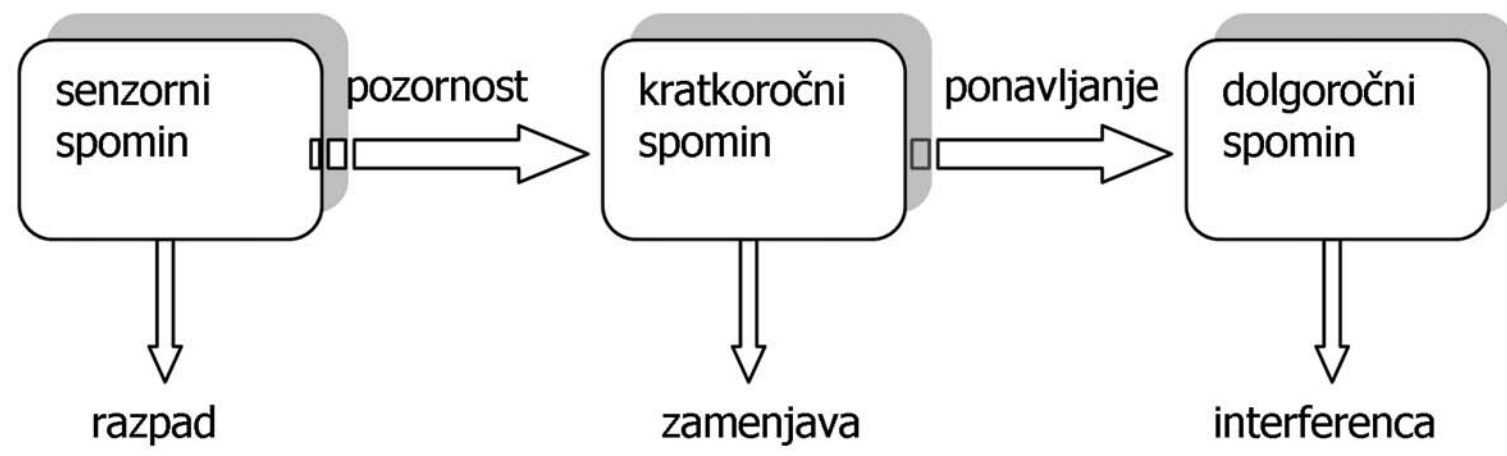 senzorni
spomin
pozornost
kratkoročni
spomin
ponavljanje
dolgoročni
spomin
razpad
zamenjava
interferenca